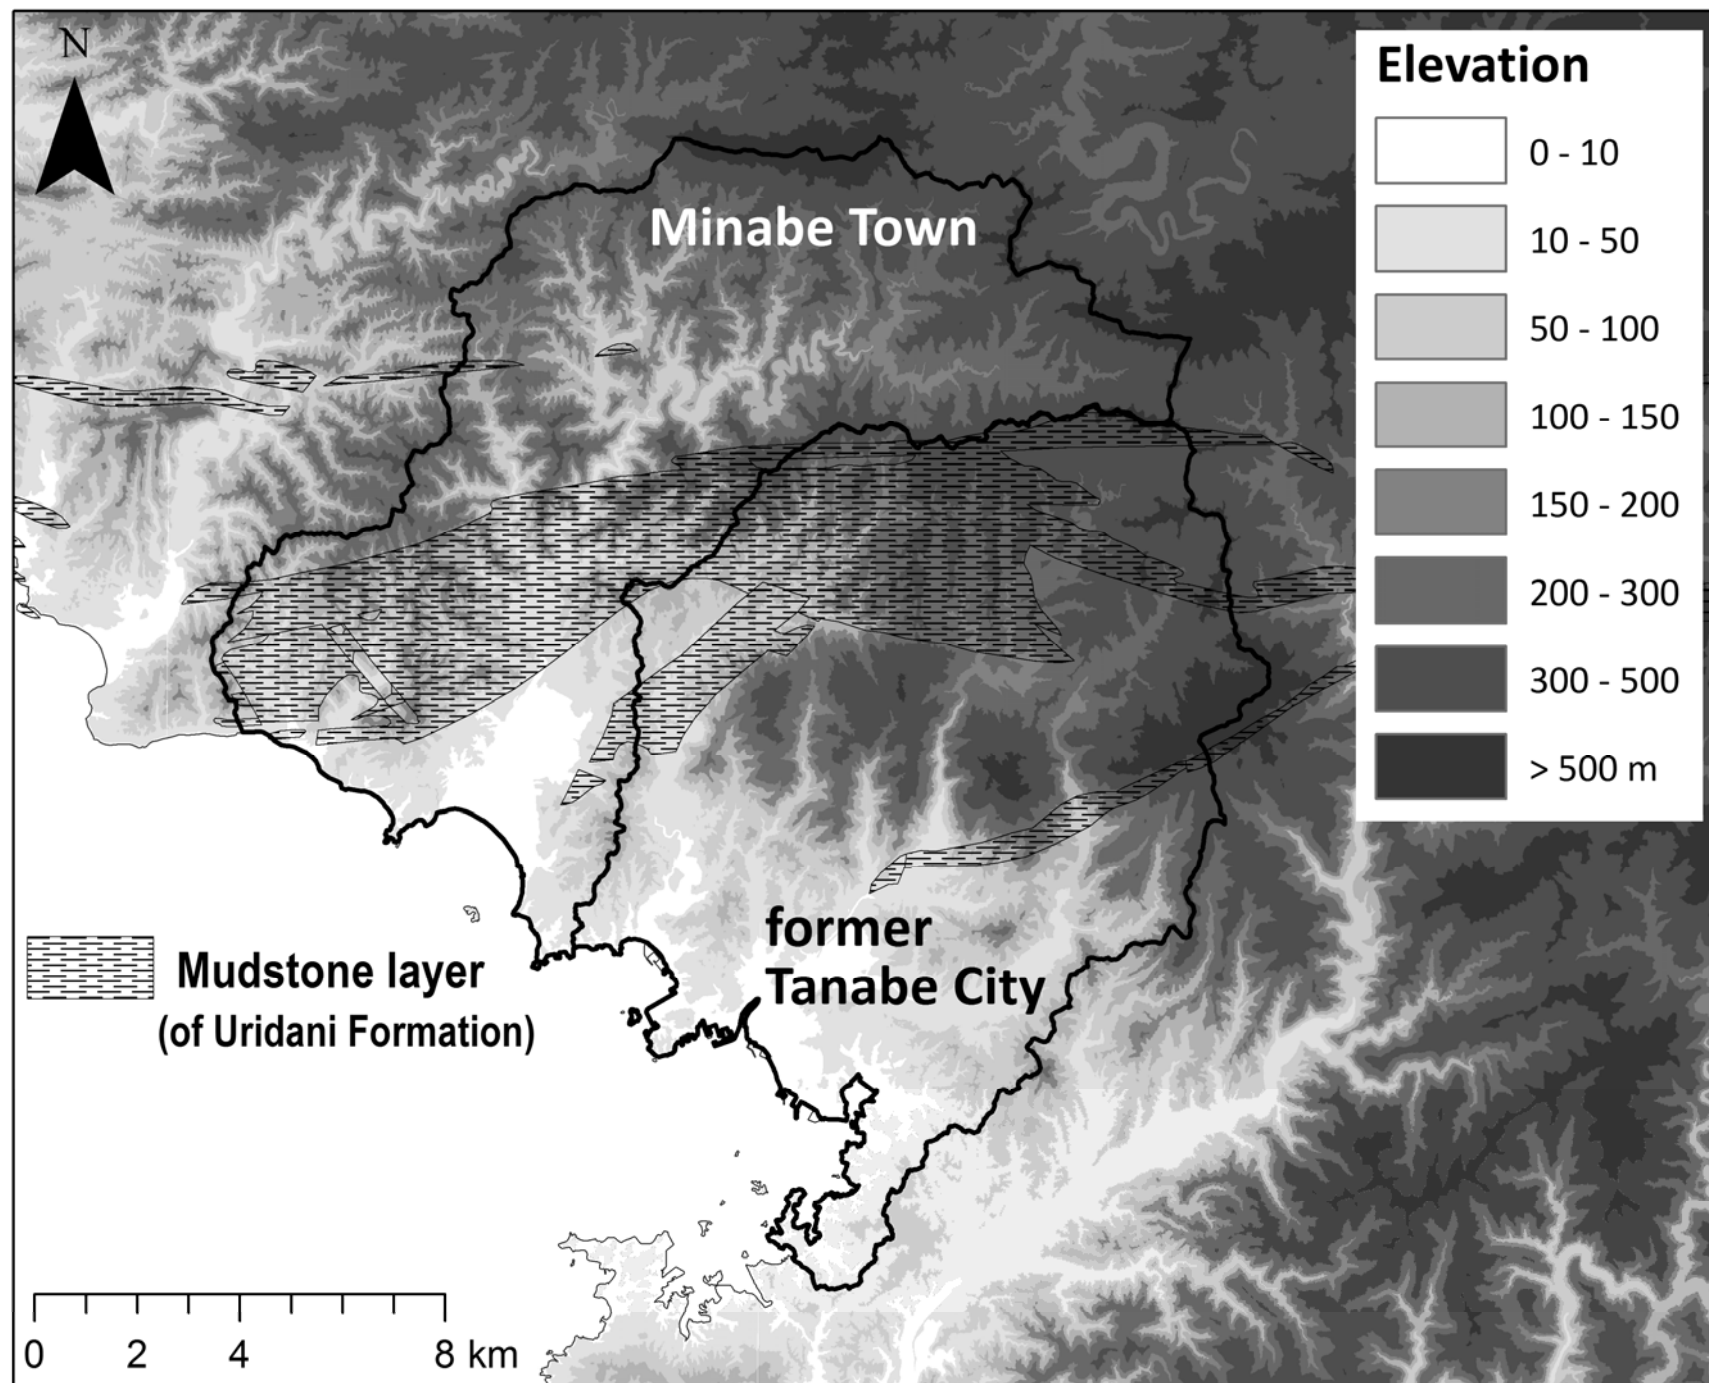 N
Elevation
0 - 10
10 - 50
50 - 100
100 - 150
150 - 200
200 - 300
300 - 500
> 500 m
Minabe Town
former
Tanabe City
Mudstone layer
(of Uridani Formation)
0 2 4 8 km